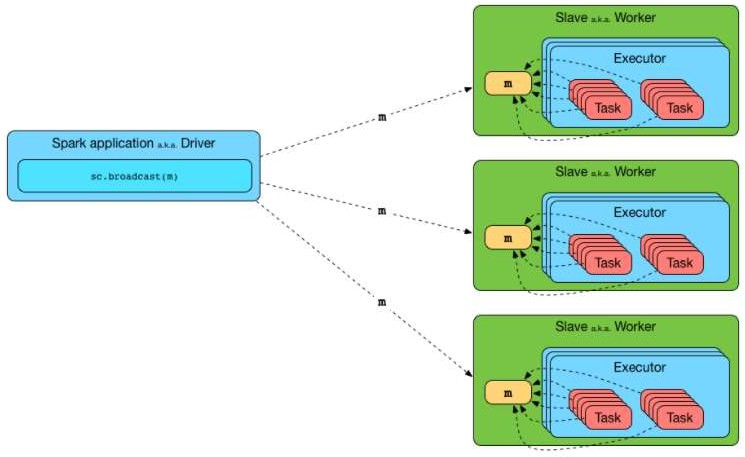 Spark application a.k.a. Driver
sc.broadcast(m)
m
m
m
Slave a.k.a. Worker
Executor
m
Task
Task
Slave a.k.a. Worker
Executor
m
Task
Task
Slave a.k.a. Worker
Executor
m
Task
Task